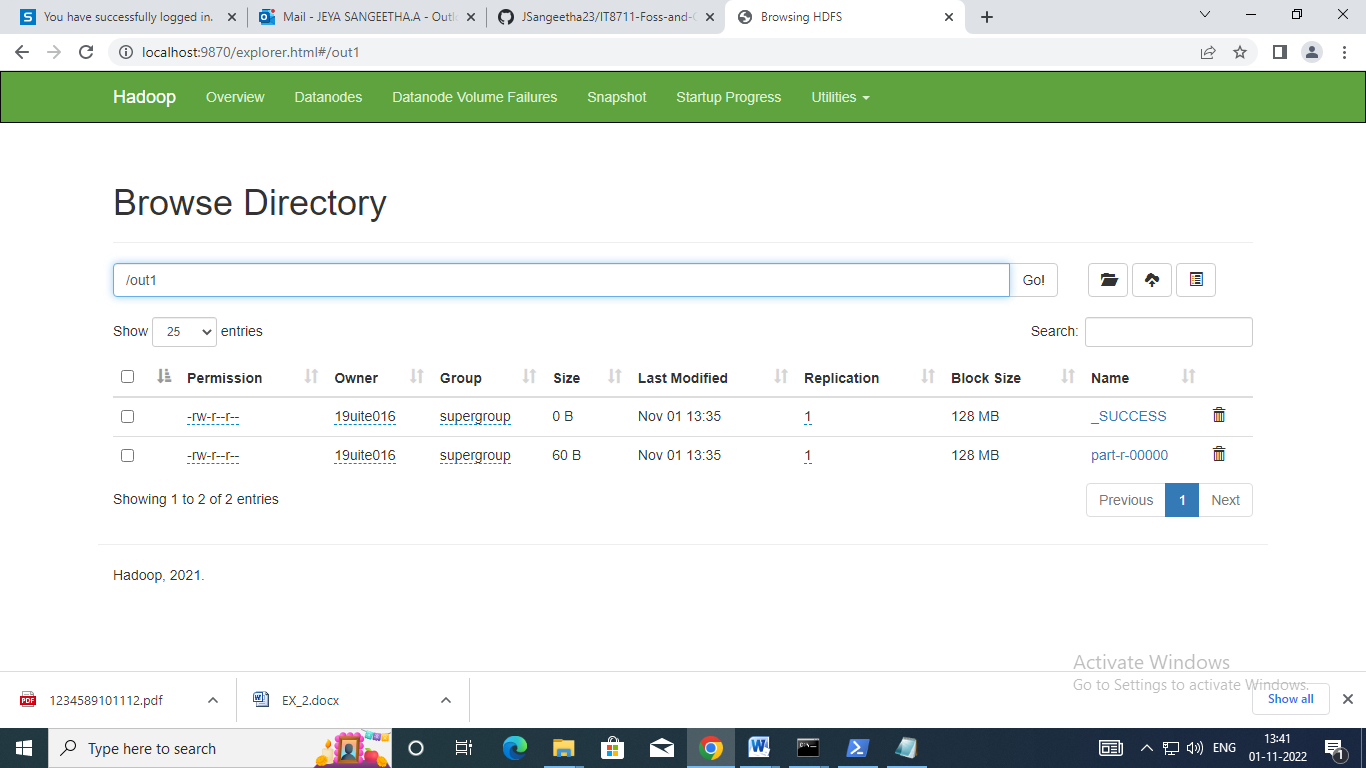 You have successfully logged in.
Mail - JEYA SANGEETHA.A - Outl
JSangeetha23/IT8711-Foss-and-C
Browsing HDFS
localhost:9870/explorer.html#/out1
Hadoop Overview Datanodes Datanode Volume Failures Snapshot Startup Progress Utilities
Browse Directory
/out1 Go!
Show 25 entries Search:
Permission Owner Group Size Last Modified Replication Block Size Name
-rw-r--r-- 19uite016 supergroup 0 B Nov 01 13:35 1 128 MB _SUCCESS
-rw-r--r-- 19uite016 supergroup 60 B Nov 01 13:35 1 128 MB part-r-00000
Showing 1 to 2 of 2 entries Previous 1 Next
Hadoop, 2021.
Activate Windows
Go to Settings to activate Windows.
PDF 1234589101112.pdf EX_2.docx Show all
Type here to search ENG 13:41
01-11-2022 1